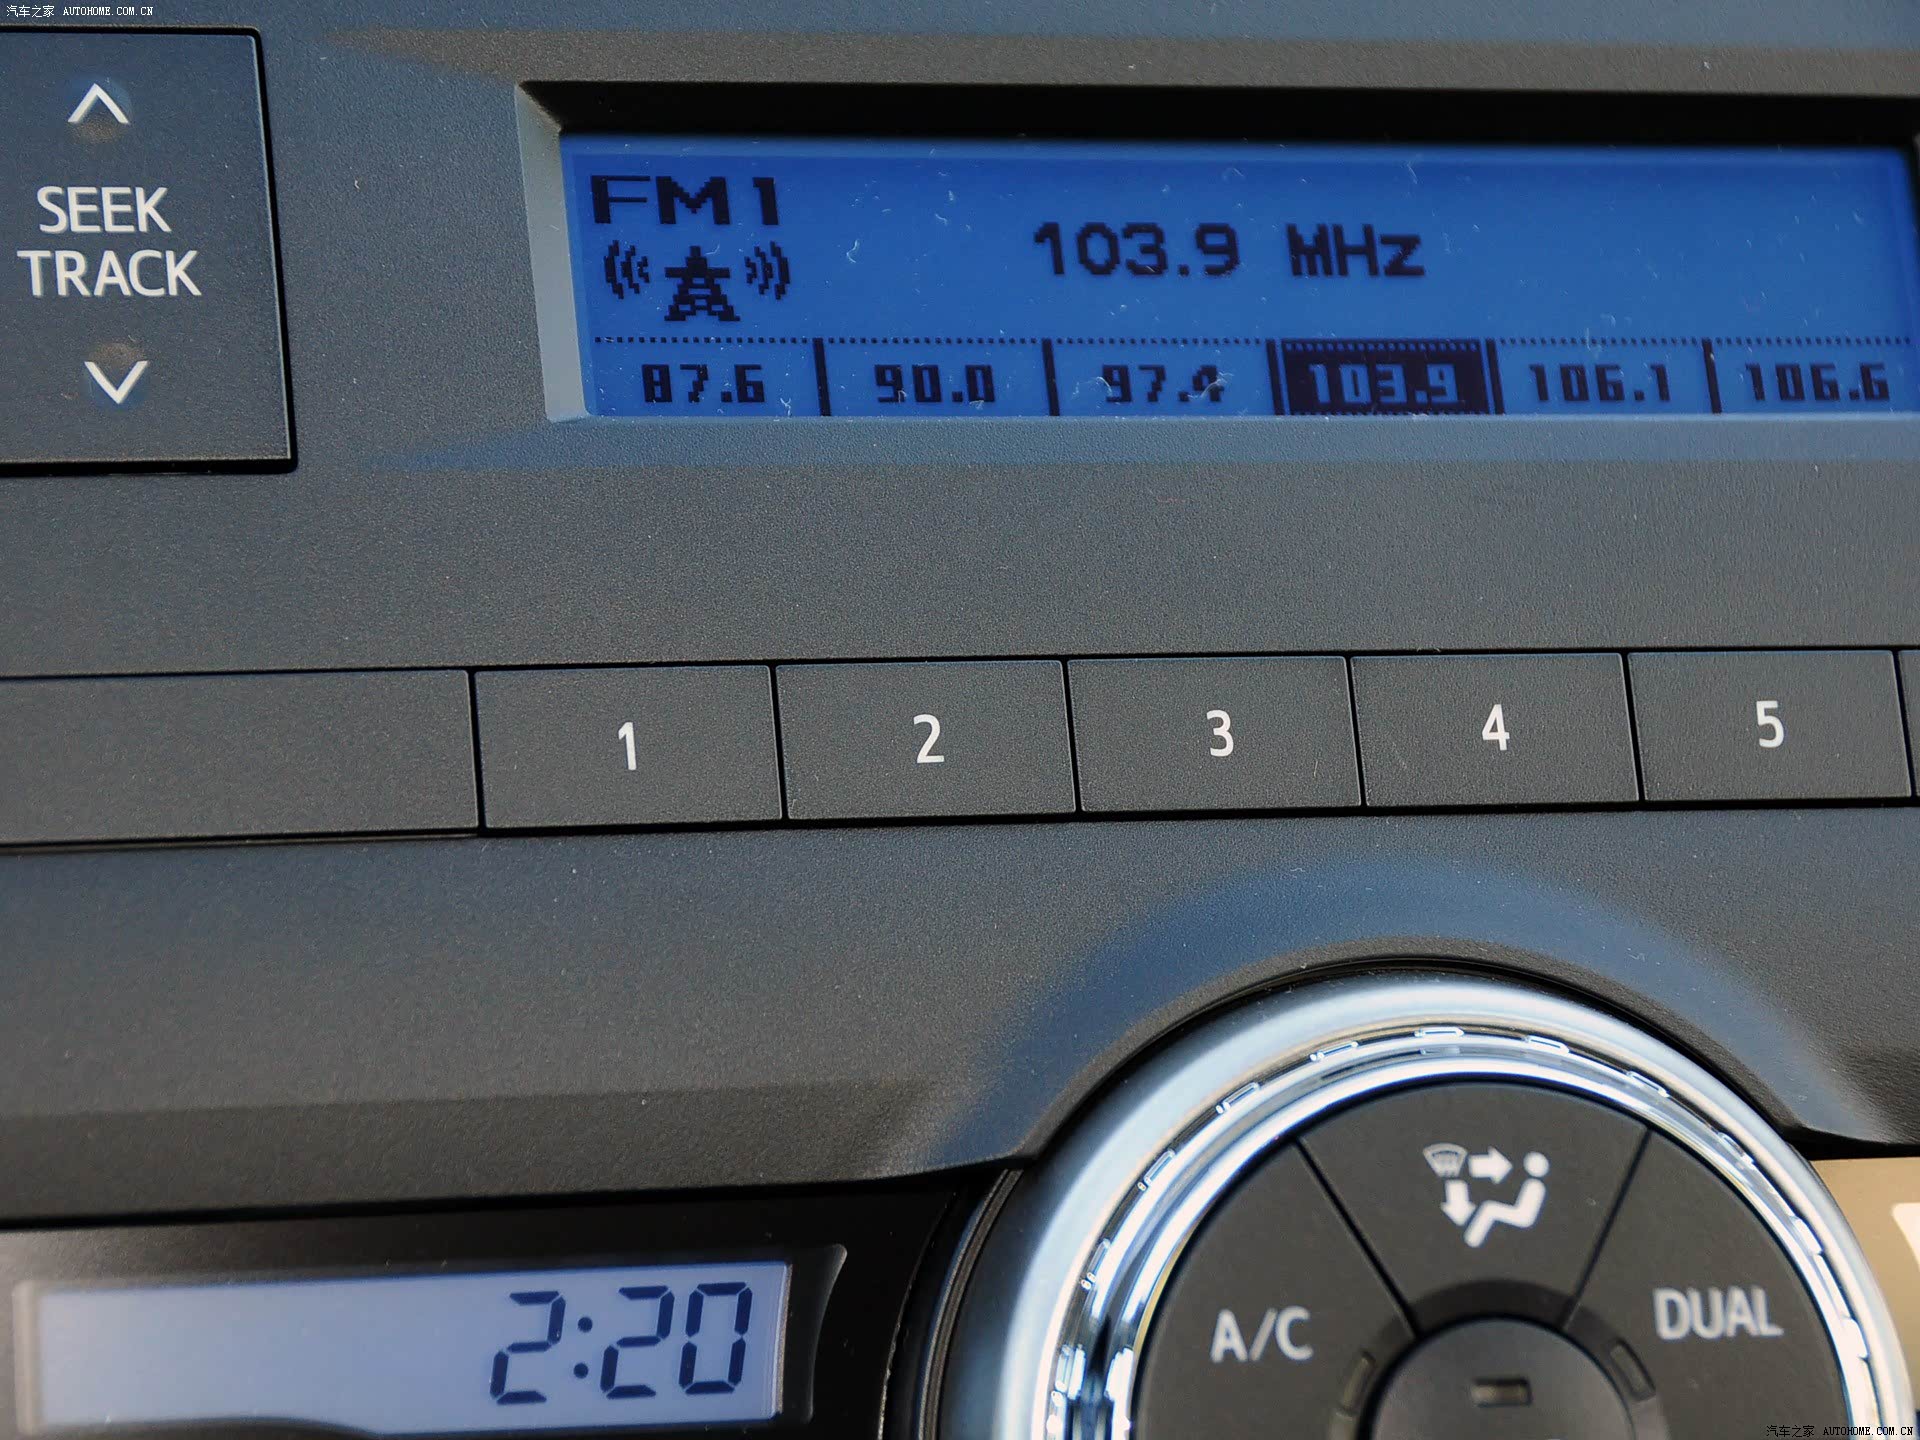 汽车之家 AUTOHOME.COM.CN
SEEK
TRACK
FM1
103.9 MHz
87.6 90.0 97.4 103.9 106.1 106.6
1 2 3 4 5
2:20
A/C
DUAL
汽车之家 AUTOHOME.COM.CN